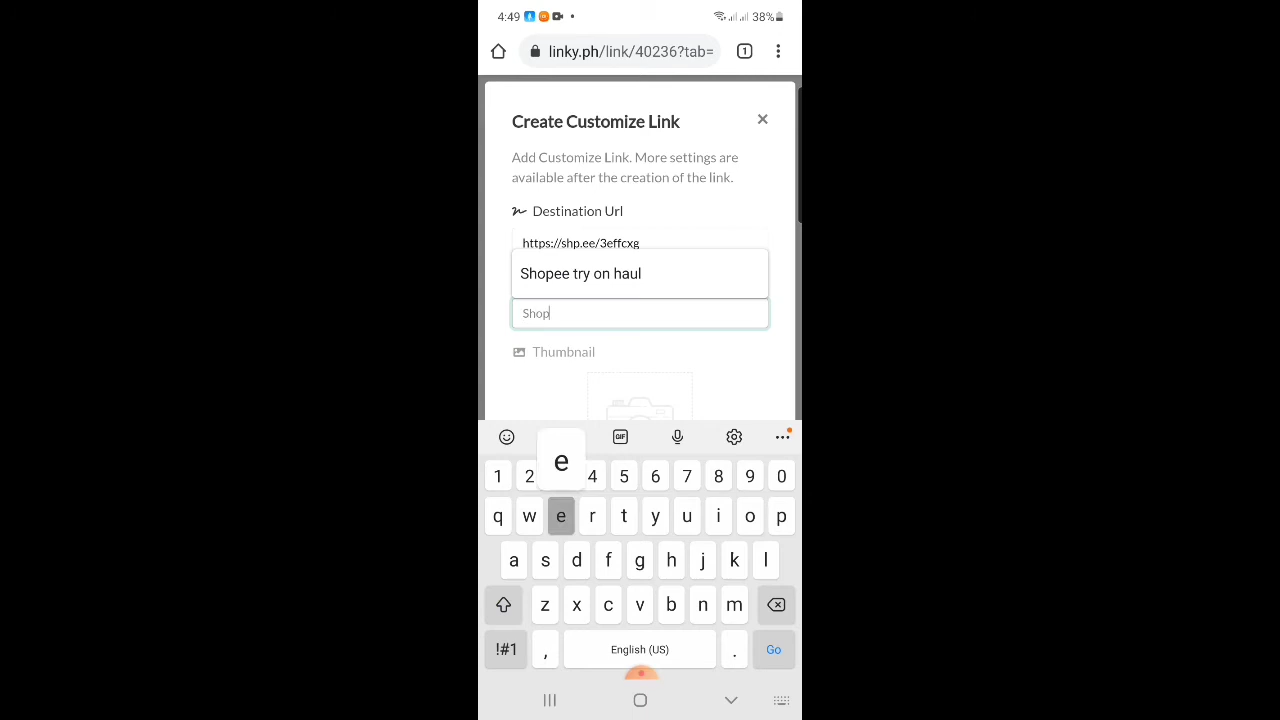 4:49 38%
linky.ph/link/40236?tab=
1
Create Customize Link
Add Customize Link. More settings are
available after the creation of the link.
Destination Url
https://shp.ee/3effcxg
Shopee try on haul
Shop
Thumbnail
GIF
e
1 2 4 5 6 7 8 9 0
q w e r t y u i o p
a s d f g h j k l
z x c v b n m
!#1 , English (US) . Go